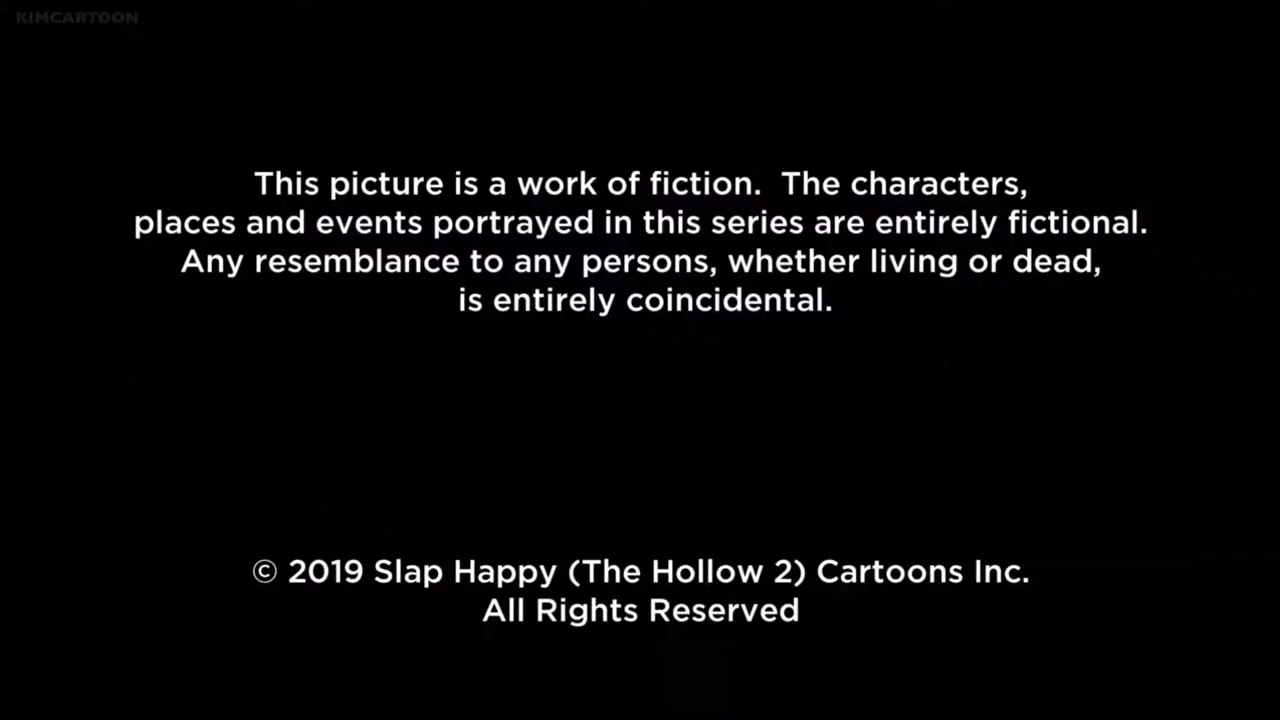 KIMCARTOON
This picture is a work of fiction.  The characters,
places and events portrayed in this series are entirely fictional.
Any resemblance to any persons, whether living or dead,
is entirely coincidental.
© 2019 Slap Happy (The Hollow 2) Cartoons Inc.
All Rights Reserved